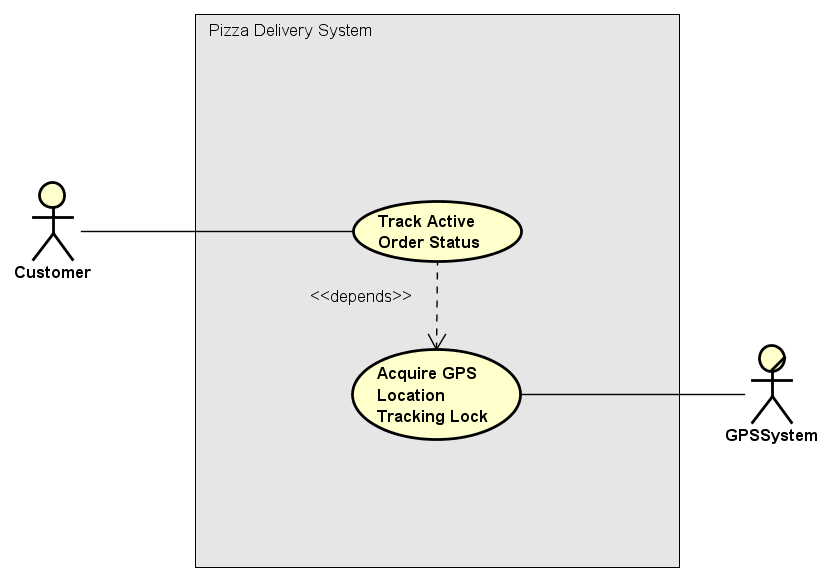 Pizza Delivery System
Track Active
Order Status
Customer
<<depends>>
Acquire GPS
Location
Tracking Lock
GPSSystem